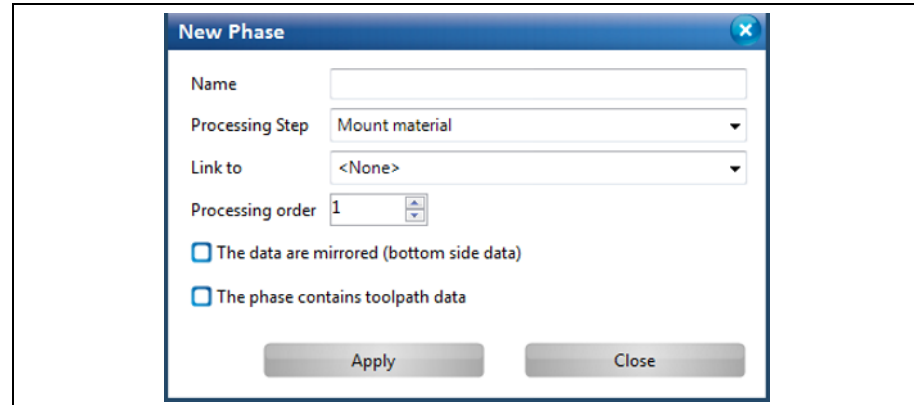 New Phase
Name
Processing Step Mount material
Link to <None>
Processing order 1
The data are mirrored (bottom side data)
The phase contains toolpath data
Apply Close